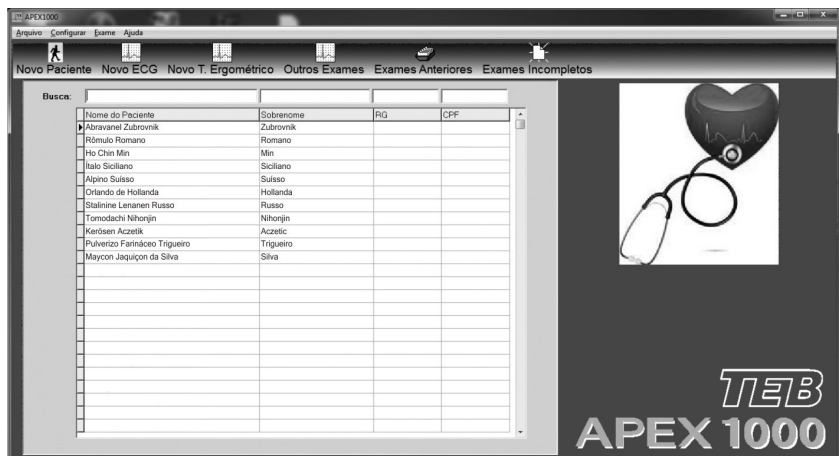 APEX1000
Arquivo Configurar Exame Ajuda
Novo Paciente Novo ECG Novo T. Ergométrico Outros Exames Exames Anteriores Exames Incompletos
Busca:
Nome do Paciente Sobrenome RG CPF
Abravanel Zubrovnik Zubrovnik
Rômulo Romano Romano
Ho Chin Min Min
Ítalo Siciliano Siciliano
Alpino Suísso Suísso
Orlando de Hollanda Hollanda
Stalinine Lenanen Russo Russo
Tomodachi Nihonjin Nihonjin
Kerösen Aczetik Aczetic
Pulverizo Farináceo Trigueiro Trigueiro
Maycon Jaquiçon da Silva Silva
TEB
APEX 1000